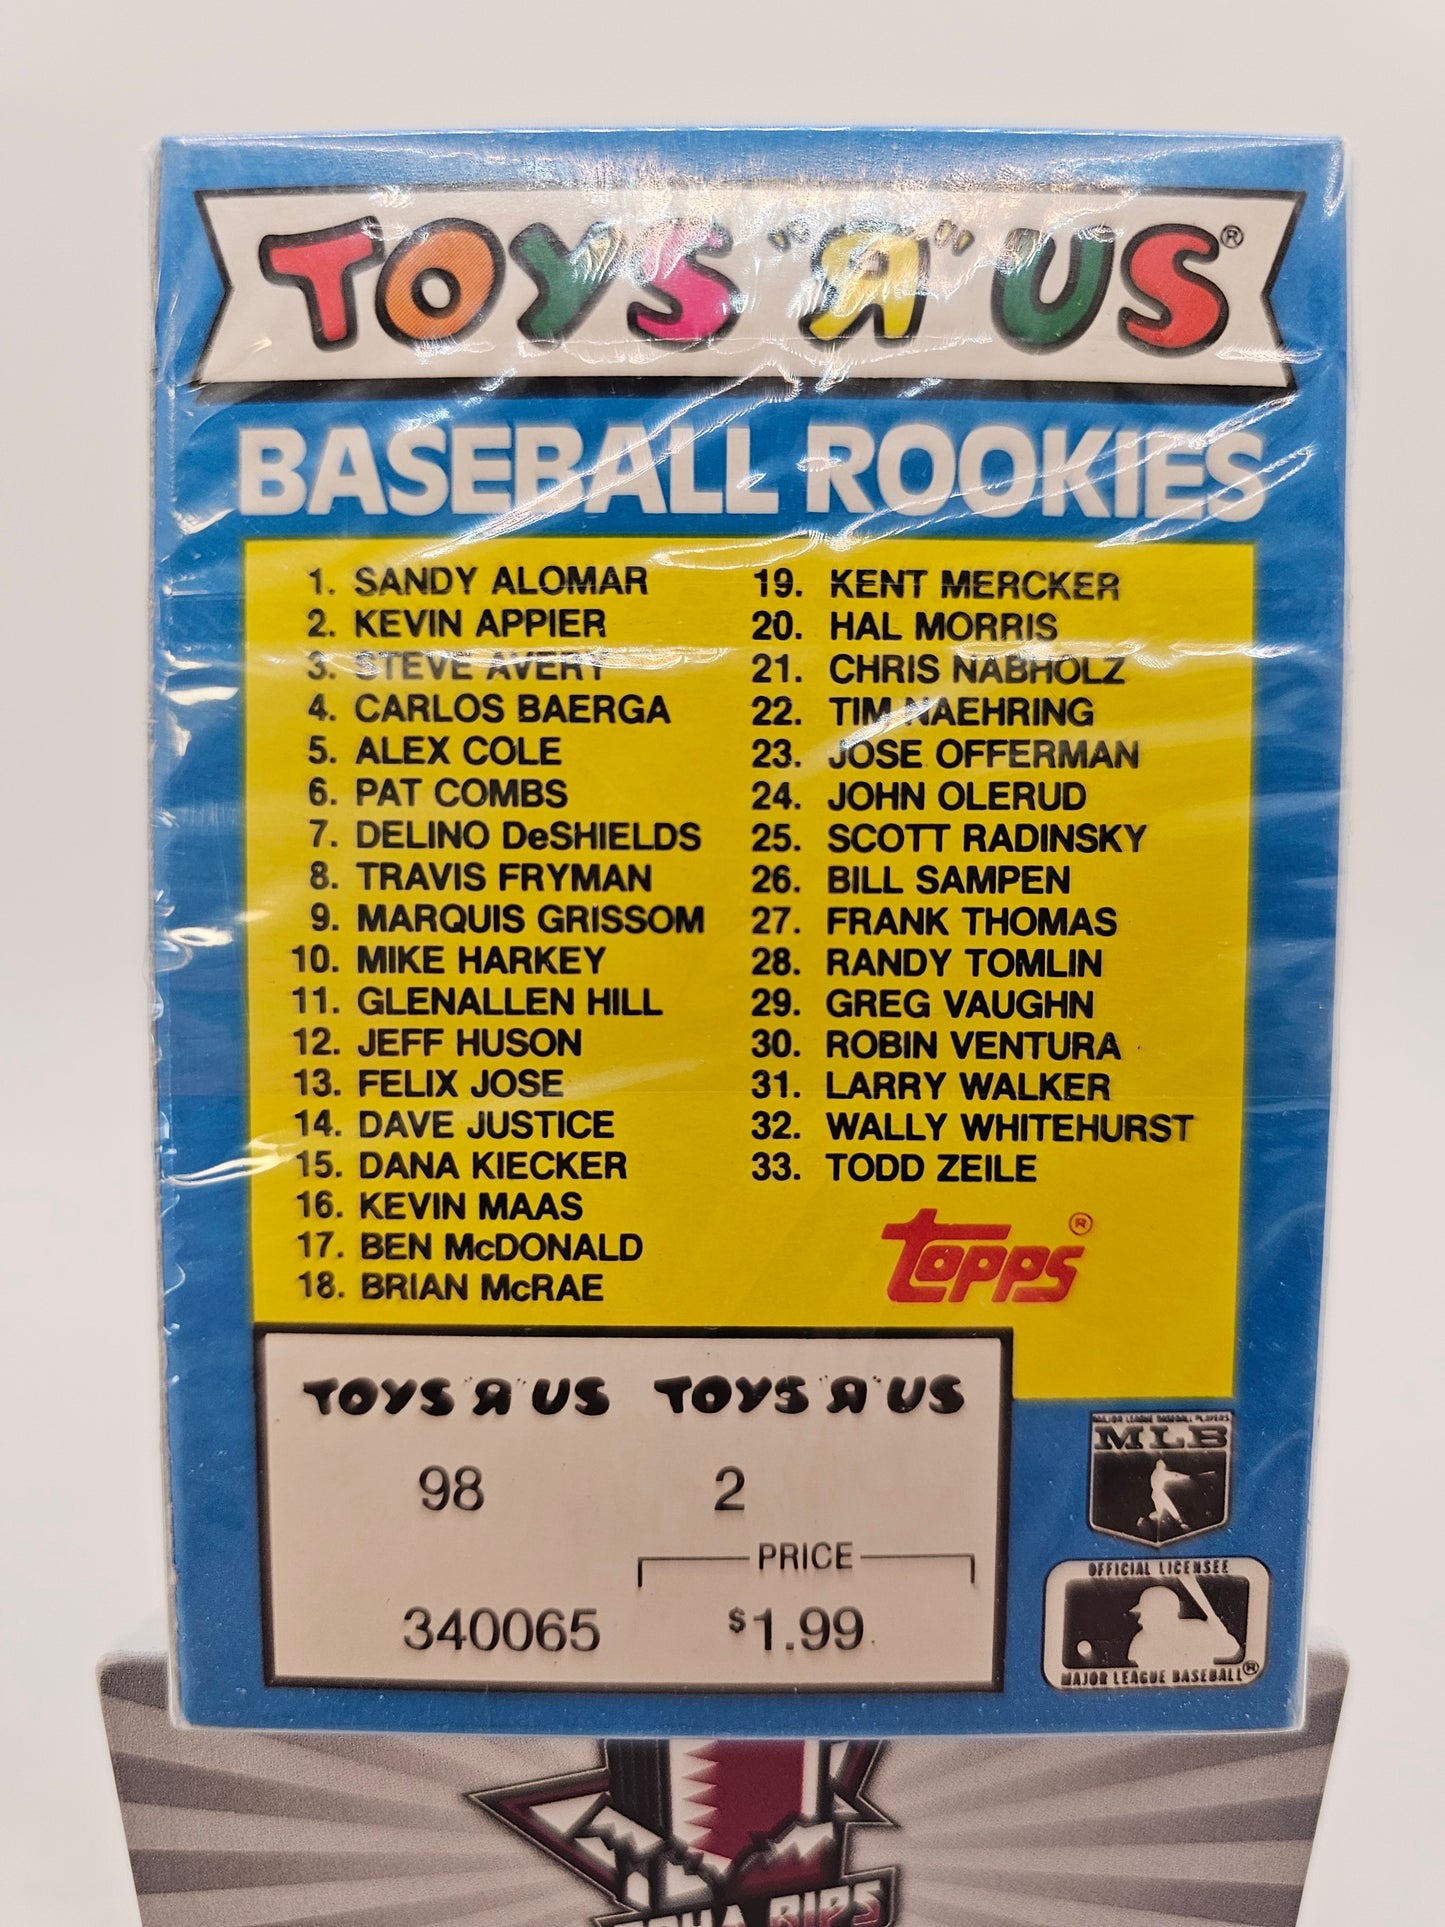 TOYS "R" US®
BASEBALL ROOKIES
1. SANDY ALOMAR
2. KEVIN APPIER
3. STEVE AVERY
4. CARLOS BAERGA
5. ALEX COLE
6. PAT COMBS
7. DELINO DeSHIELDS
8. TRAVIS FRYMAN
9. MARQUIS GRISSOM
10. MIKE HARKEY
11. GLENALLEN HILL
12. JEFF HUSON
13. FELIX JOSE
14. DAVE JUSTICE
15. DANA KIECKER
16. KEVIN MAAS
17. BEN McDONALD
18. BRIAN McRAE
19. KENT MERCKER
20. HAL MORRIS
21. CHRIS NABHOLZ
22. TIM NAEHRING
23. JOSE OFFERMAN
24. JOHN OLERUD
25. SCOTT RADINSKY
26. BILL SAMPEN
27. FRANK THOMAS
28. RANDY TOMLIN
29. GREG VAUGHN
30. ROBIN VENTURA
31. LARRY WALKER
32. WALLY WHITEHURST
33. TODD ZEILE
topps®
TOYS "R" US TOYS "R" US
98 2
PRICE
340065 $1.99
MAJOR LEAGUE BASEBALL PLAYERS
MLB
OFFICIAL LICENSEE
MAJOR LEAGUE BASEBALL®
RIPS